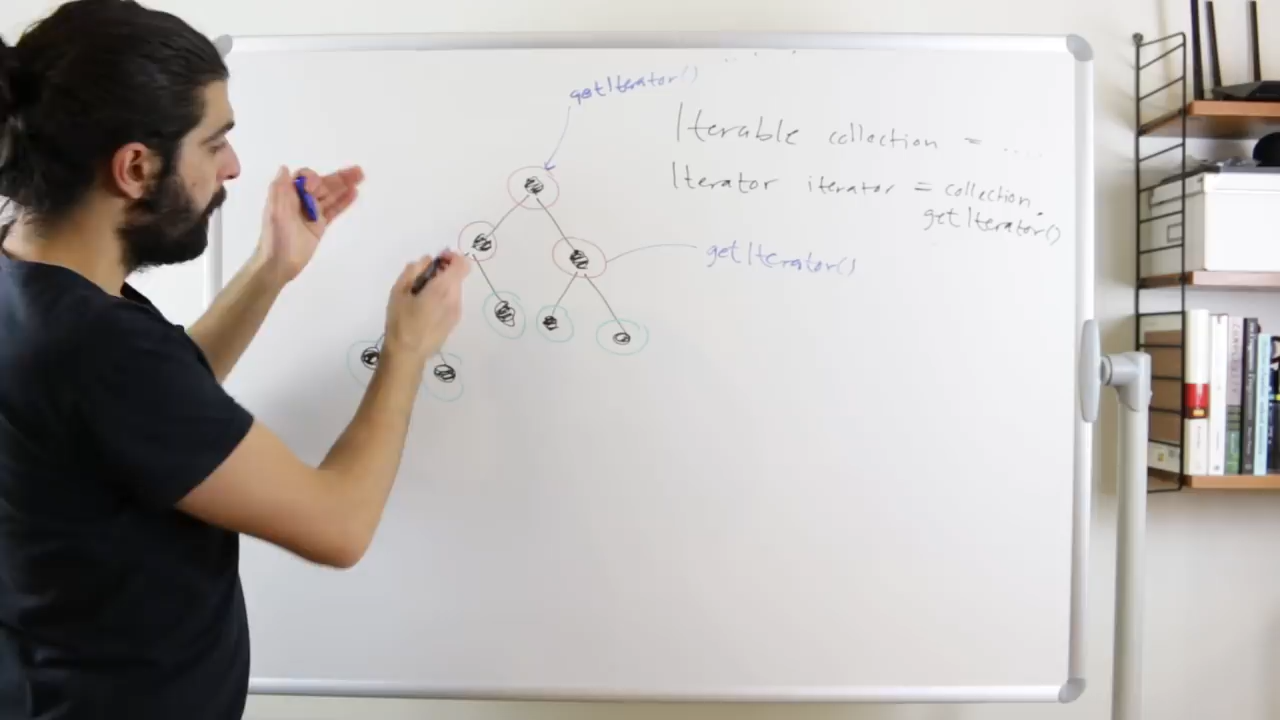 getIterator()
Iterable collection = ....
Iterator iterator = collection.
getIterator()
getIterator()